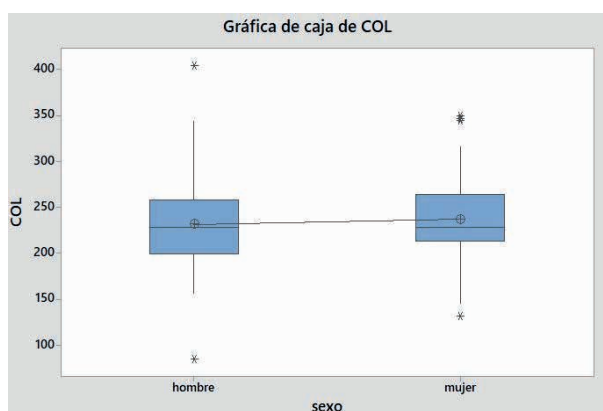 Gráfica de caja de COL
400
350
300
250
200
150
100
COL
hombre
mujer
sexo